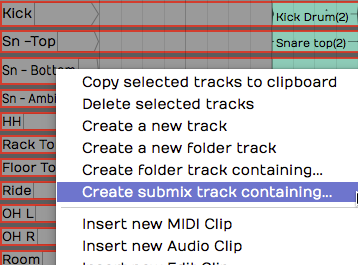 Kick
Kick Drum(2)
Sn -Top
Snare top(2)
Sn - Bottom
Copy selected tracks to clipboard
Sn - Ambi
Delete selected tracks
HH
Create a new track
Rack To
Create a new folder track
Floor To
Create folder track containing...
Ride
Create submix track containing...
OH L
Insert new MIDI Clip
OH R
Insert new Audio Clip
Room